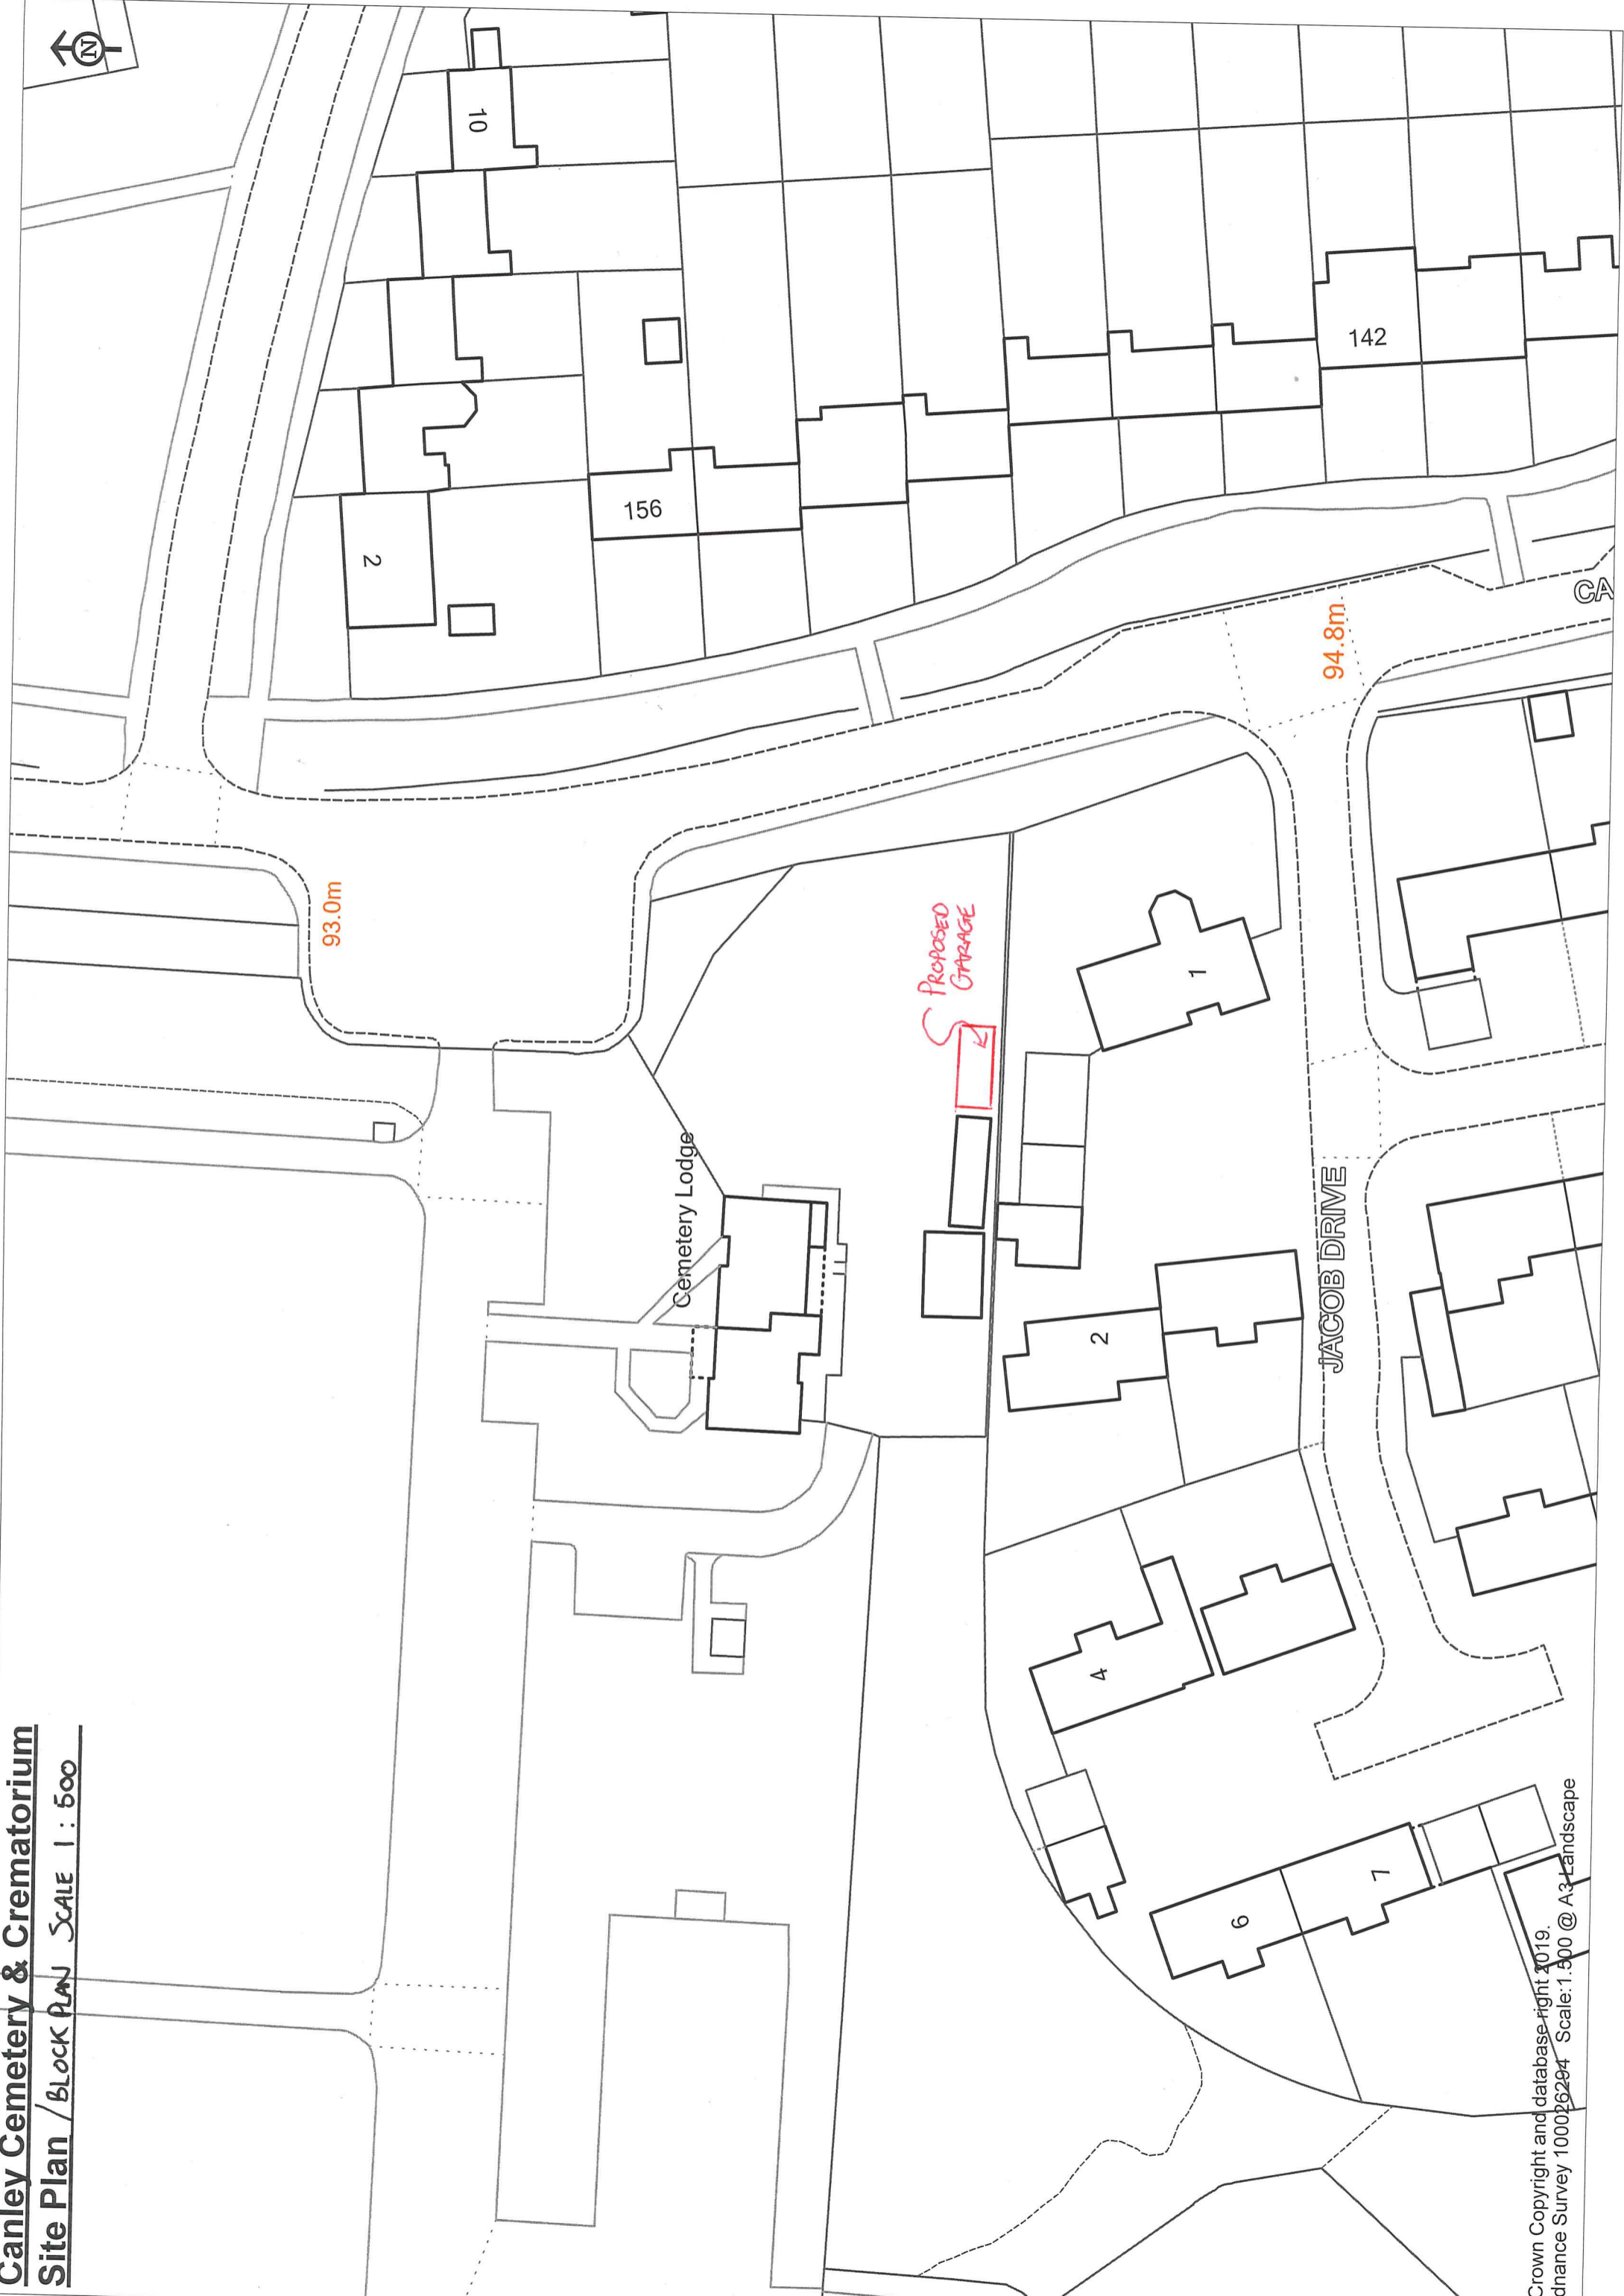 Canley Cemetery & Crematorium
Site Plan / BLOCK PLAN SCALE 1:500
N
10
2
156
142
93.0m
94.8m
CA
Cemetery Lodge
PROPOSED
GARAGE
1
2
4
6
7
JACOB DRIVE
Crown Copyright and database right 2019.
dnance Survey 100026294 Scale:1.500 @ A3 Landscape